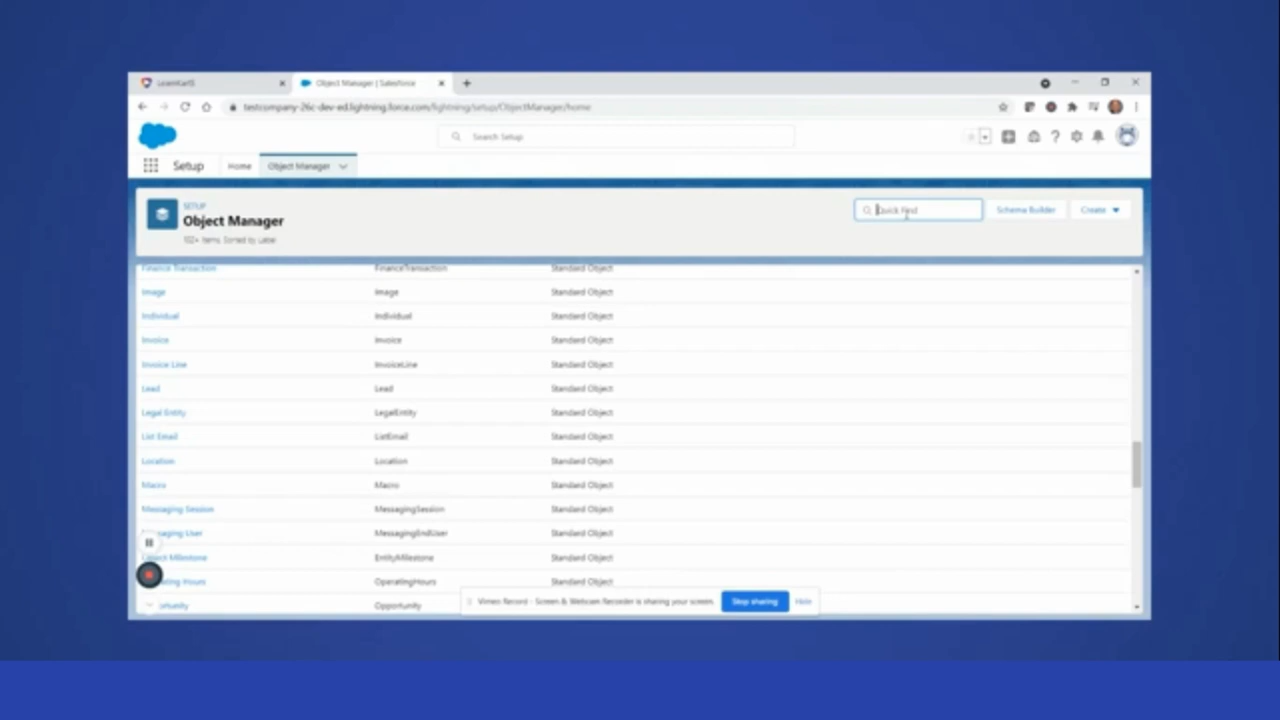 LearnKarts
Object Manager | Salesforce
testcompany-26c-dev-ed.lightning.force.com/lightning/setup/ObjectManager/home
Search Setup
Setup
Home
Object Manager
SETUP
Object Manager
102+ Items, Sorted by Label
Quick Find
Schema Builder
Create
Finance Transaction FinanceTransaction Standard Object
Image Image Standard Object
Individual Individual Standard Object
Invoice Invoice Standard Object
Invoice Line InvoiceLine Standard Object
Lead Lead Standard Object
Legal Entity LegalEntity Standard Object
List Email ListEmail Standard Object
Location Location Standard Object
Macro Macro Standard Object
Messaging Session MessagingSession Standard Object
saging User MessagingEndUser Standard Object
ct Milestone EntityMilestone Standard Object
ting Hours OperatingHours Standard Object
ortunity Opportunity
Vimeo Record - Screen & Webcam Recorder is sharing your screen.
Stop sharing
Hide